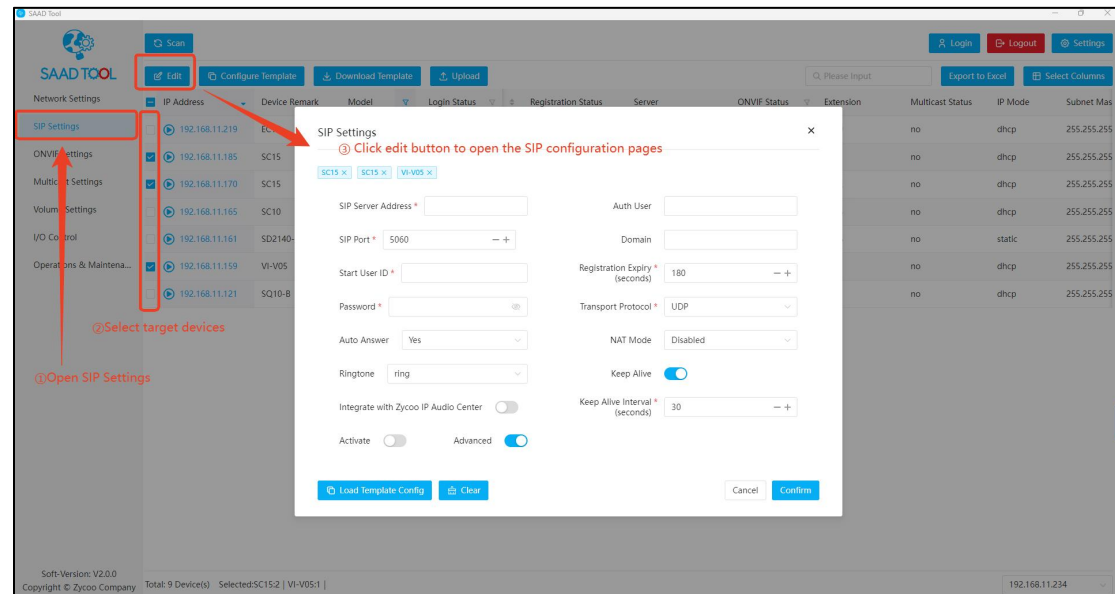 SAAD Tool
SAAD TOOL
Scan
Login
Logout
Settings
Edit
Configure Template
Download Template
Upload
Please input
Export to Excel
Select Columns
Network Settings
SIP Settings
ONVIF Settings
Multicast Settings
Volume Settings
I/O Control
Operations & Maintena...
IP Address Device Remark Model Login Status Registration Status Server ONVIF Status Extension Multicast Status IP Mode Subnet Mas
192.168.11.219 no dhcp 255.255.255
192.168.11.185 SC15 no dhcp 255.255.255
192.168.11.170 SC15 no dhcp 255.255.255
192.168.11.165 SC10 no dhcp 255.255.255
192.168.11.161 SD2140- no static 255.255.255
192.168.11.159 VI-V05 no dhcp 255.255.255
192.168.11.121 SQ10-B no dhcp 255.255.255
②Select target devices
①Open SIP Settings
SIP Settings
③ Click edit button to open the SIP configuration pages
SC15 × SC15 × VI-V05 ×
SIP Server Address *
Auth User
SIP Port * 5060 − +
Domain
Start User ID *
Registration Expiry * (seconds) 180 − +
Password *
Transport Protocol * UDP
Auto Answer Yes
NAT Mode Disabled
Ringtone ring
Keep Alive
Integrate with Zycoo IP Audio Center
Keep Alive Interval * (seconds) 30 − +
Activate
Advanced
Load Template Config
Clear
Cancel
Confirm
Soft-Version: V2.0.0
Copyright © Zycoo Company
Total: 9 Device(s) Selected:SC15:2 | VI-V05:1 |
192.168.11.234